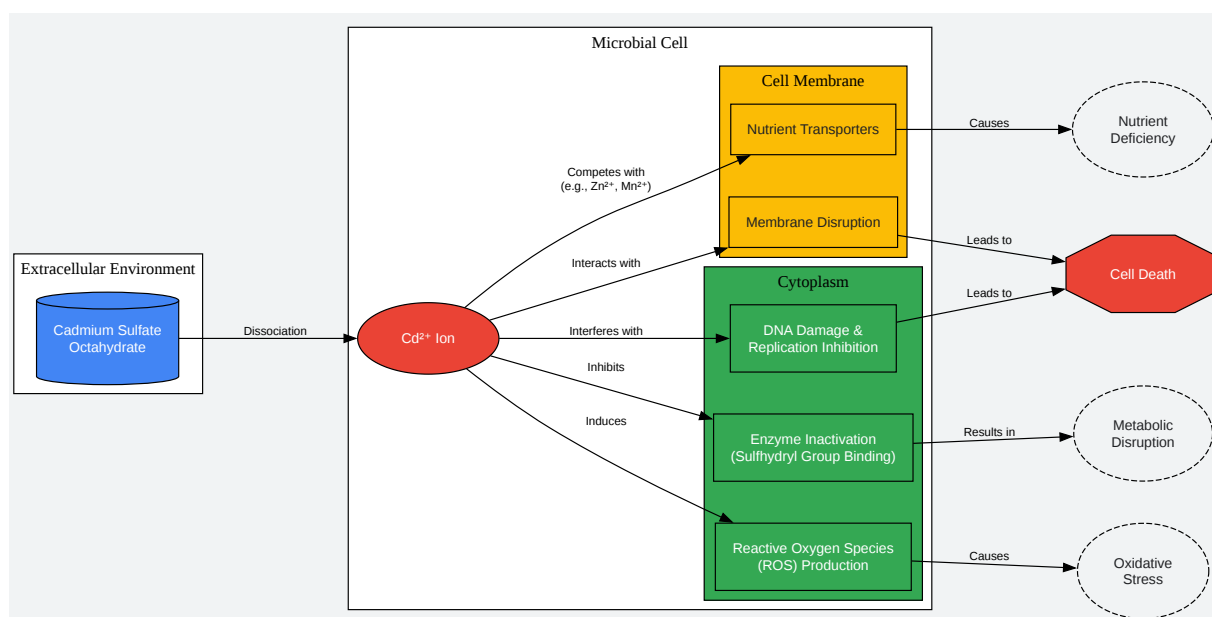 Microbial Cell
Cell Membrane
Nutrient Transporters
Causes
Nutrient
Deficiency
Competes with
(e.g., Zn²⁺, Mn²⁺)
Membrane Disruption
Leads to
Interacts with
Extracellular Environment
Cadmium Sulfate
Octahydrate
Dissociation
Cd²⁺ Ion
Cytoplasm
Cell Death
Leads to
Interferes with
DNA Damage &
Replication Inhibition
Inhibits
Enzyme Inactivation
(Sulfhydryl Group Binding)
Results in
Metabolic
Disruption
Induces
Reactive Oxygen Species
(ROS) Production
Causes
Oxidative
Stress